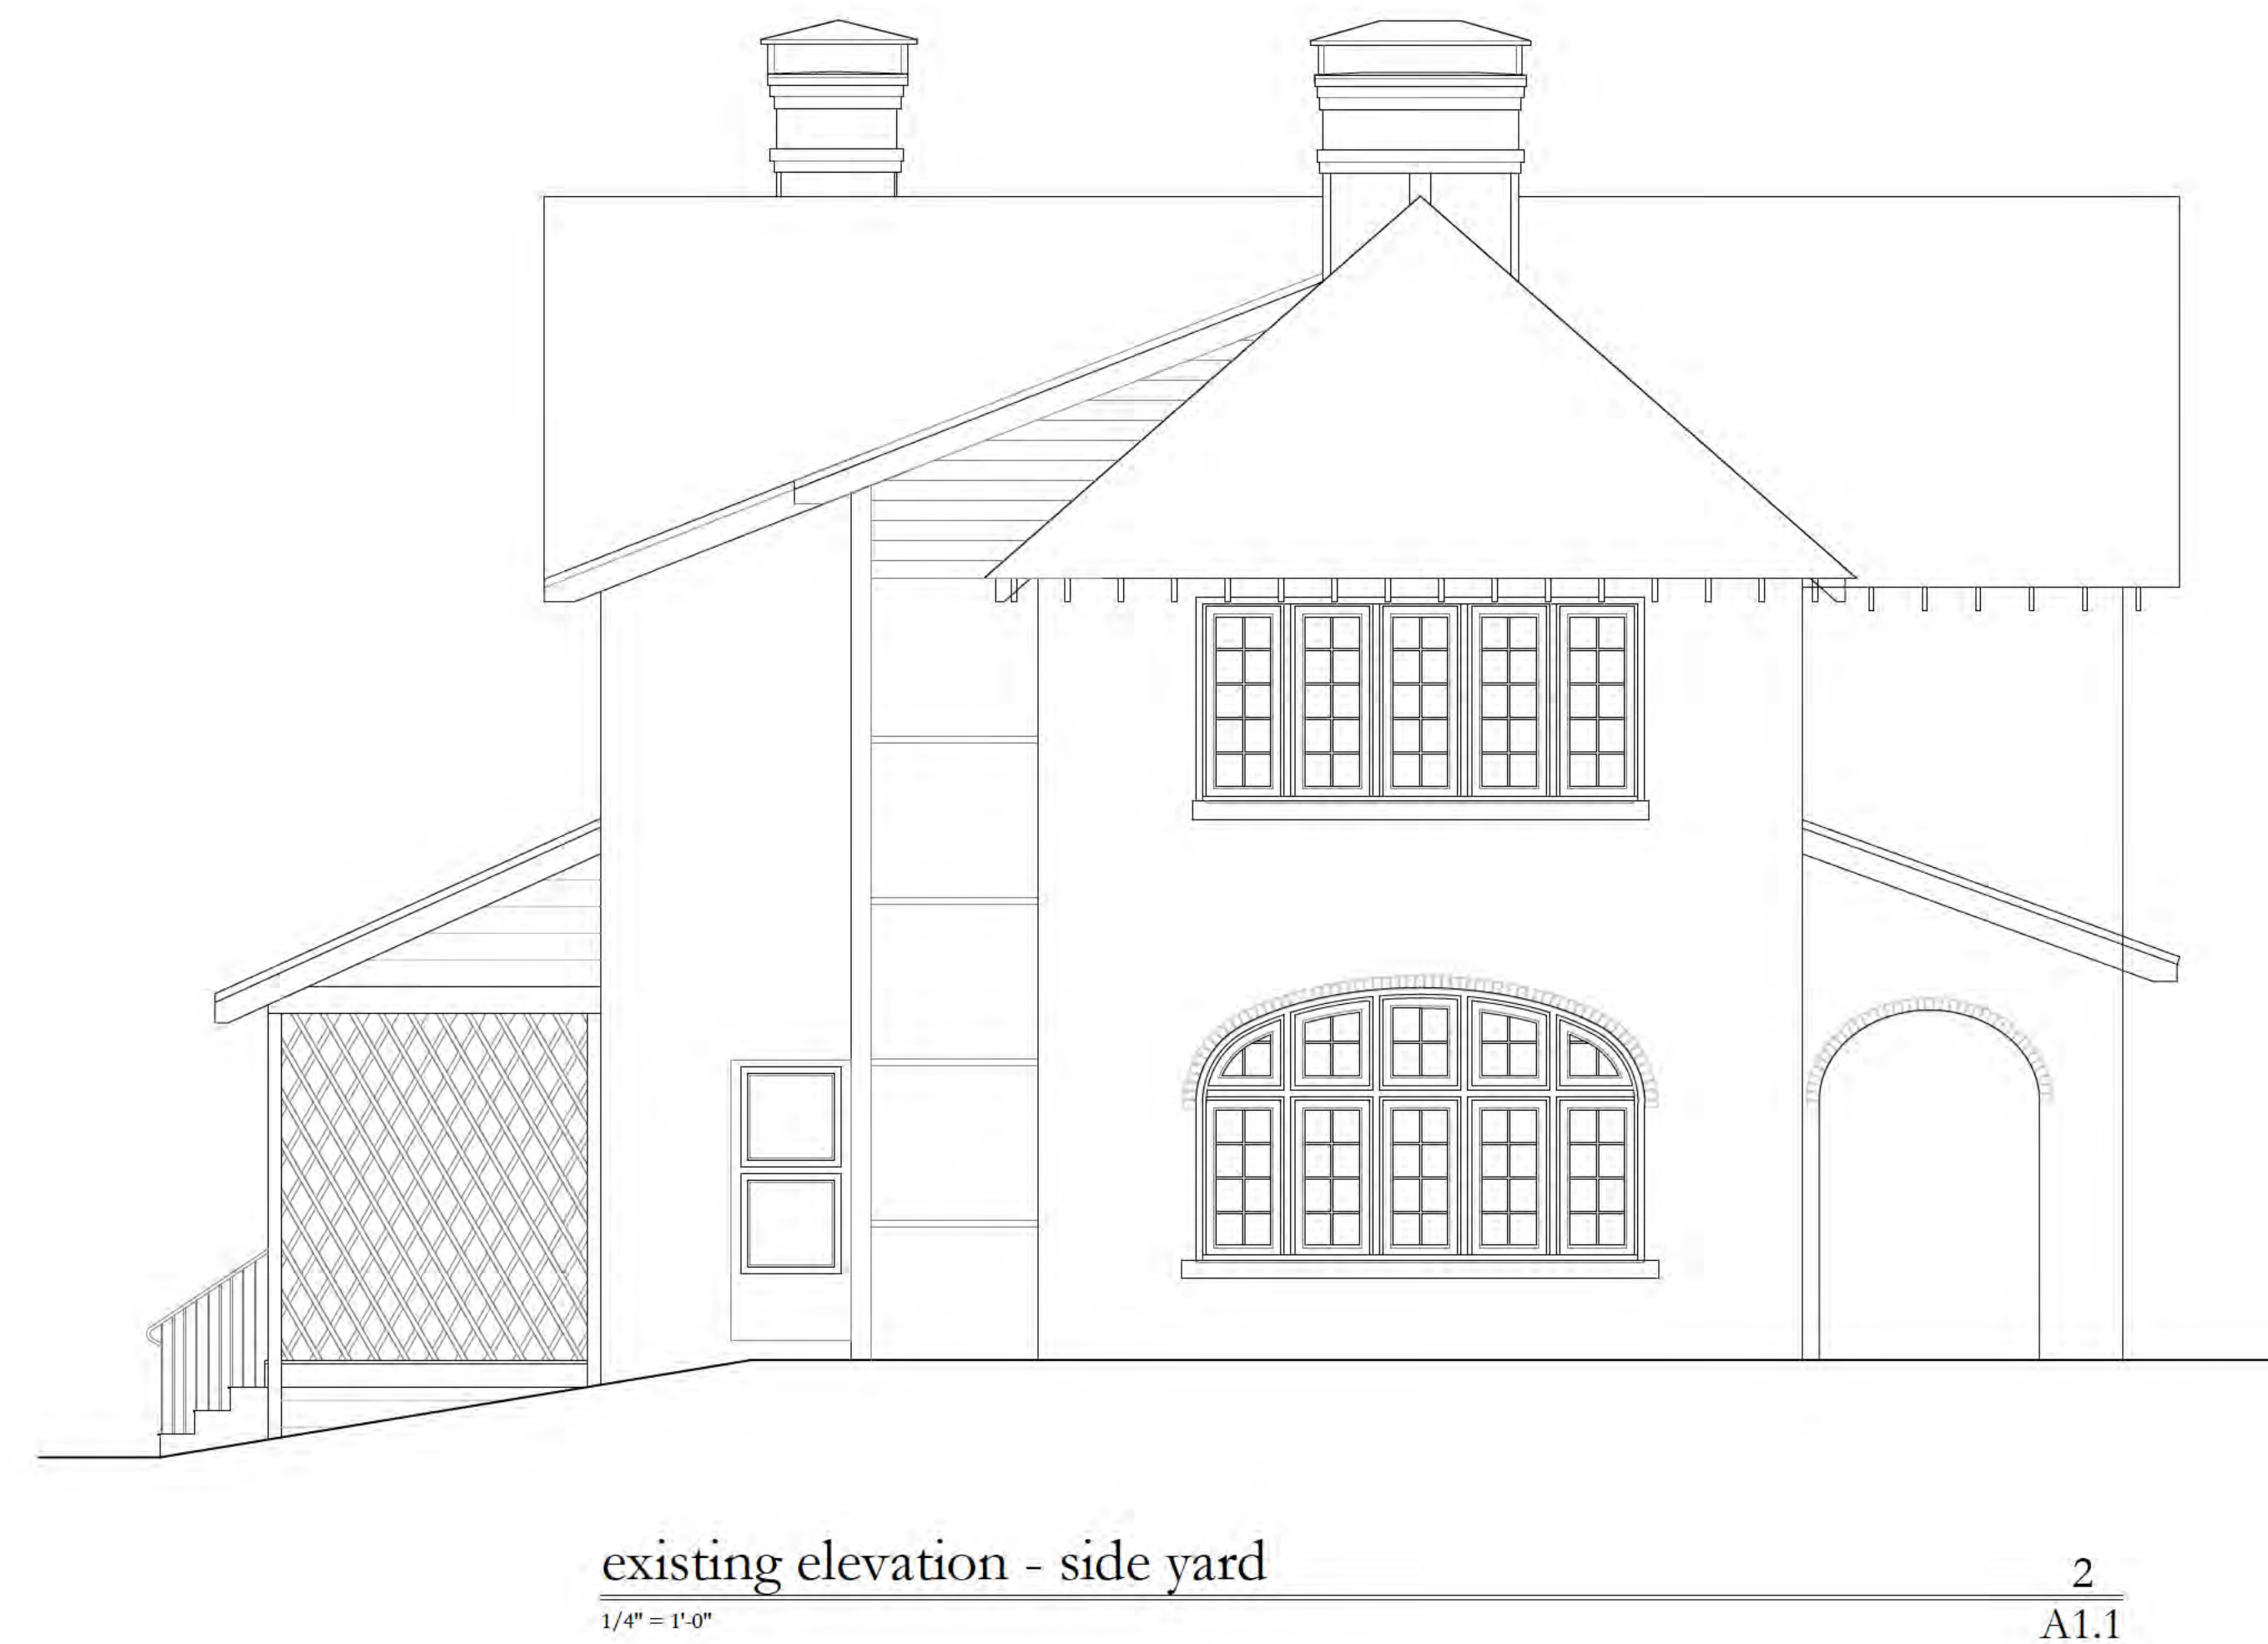 existing elevation - side yard
2
1/4" = 1'-0"
A1.1